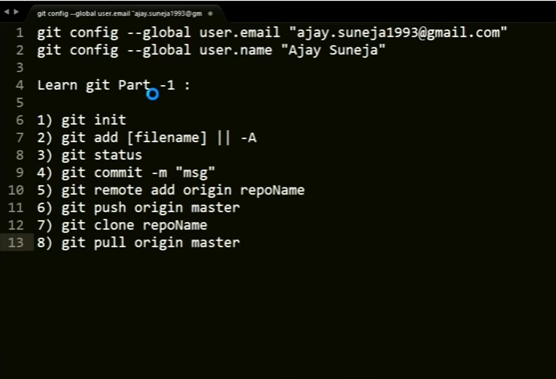 git config --global user.email "ajay.suneja1993@gm
1 git config --global user.email "ajay.suneja1993@gmail.com"
2 git config --global user.name "Ajay Suneja"
3
4 Learn git Part -1 :
5
6 1) git init
7 2) git add [filename] || -A
8 3) git status
9 4) git commit -m "msg"
10 5) git remote add origin repoName
11 6) git push origin master
12 7) git clone repoName
13 8) git pull origin master